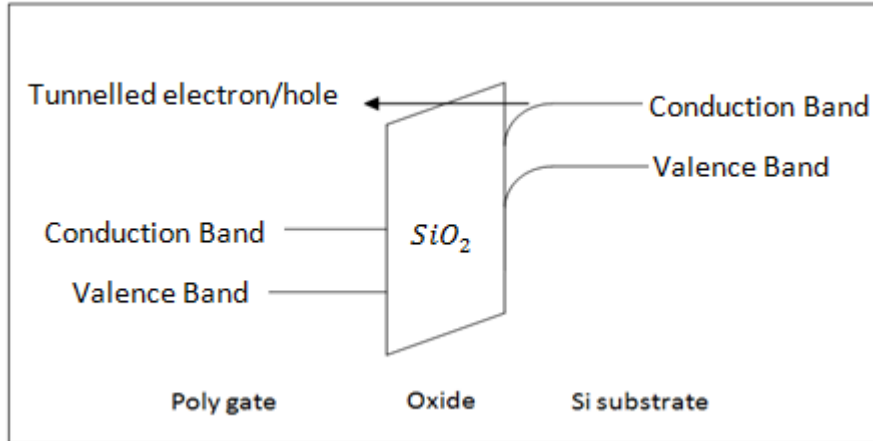 Tunnelled electron/hole
Conduction Band
Valence Band
Conduction Band
SiO₂
Valence Band
Poly gate Oxide Si substrate